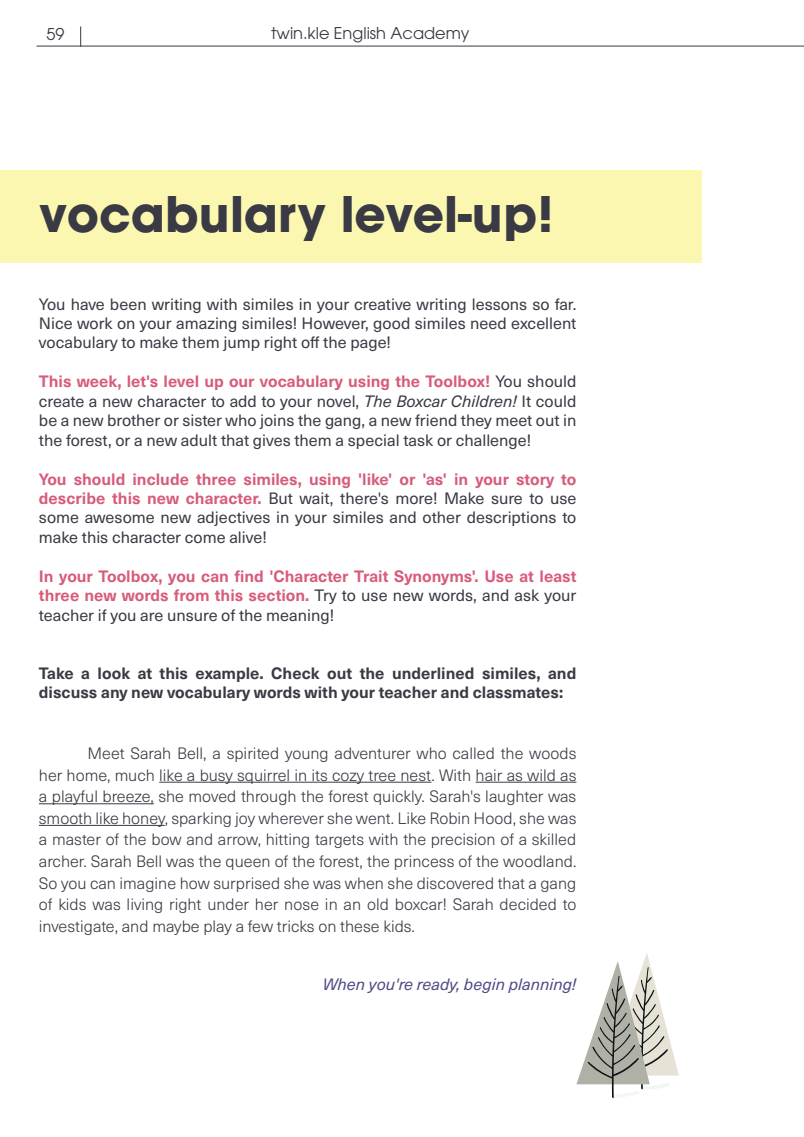 59
twin.kle English Academy
vocabulary level-up!
You have been writing with similes in your creative writing lessons so far.
Nice work on your amazing similes! However, good similes need excellent
vocabulary to make them jump right off the page!
This week, let's level up our vocabulary using the Toolbox! You should
create a new character to add to your novel, The Boxcar Children! It could
be a new brother or sister who joins the gang, a new friend they meet out in
the forest, or a new adult that gives them a special task or challenge!
You should include three similes, using 'like' or 'as' in your story to
describe this new character. But wait, there's more! Make sure to use
some awesome new adjectives in your similes and other descriptions to
make this character come alive!
In your Toolbox, you can find 'Character Trait Synonyms'. Use at least
three new words from this section. Try to use new words, and ask your
teacher if you are unsure of the meaning!
Take a look at this example. Check out the underlined similes, and
discuss any new vocabulary words with your teacher and classmates:
Meet Sarah Bell, a spirited young adventurer who called the woods
her home, much like a busy squirrel in its cozy tree nest. With hair as wild as
a playful breeze, she moved through the forest quickly. Sarah's laughter was
smooth like honey, sparking joy wherever she went. Like Robin Hood, she was
a master of the bow and arrow, hitting targets with the precision of a skilled
archer. Sarah Bell was the queen of the forest, the princess of the woodland.
So you can imagine how surprised she was when she discovered that a gang
of kids was living right under her nose in an old boxcar! Sarah decided to
investigate, and maybe play a few tricks on these kids.
When you're ready, begin planning!